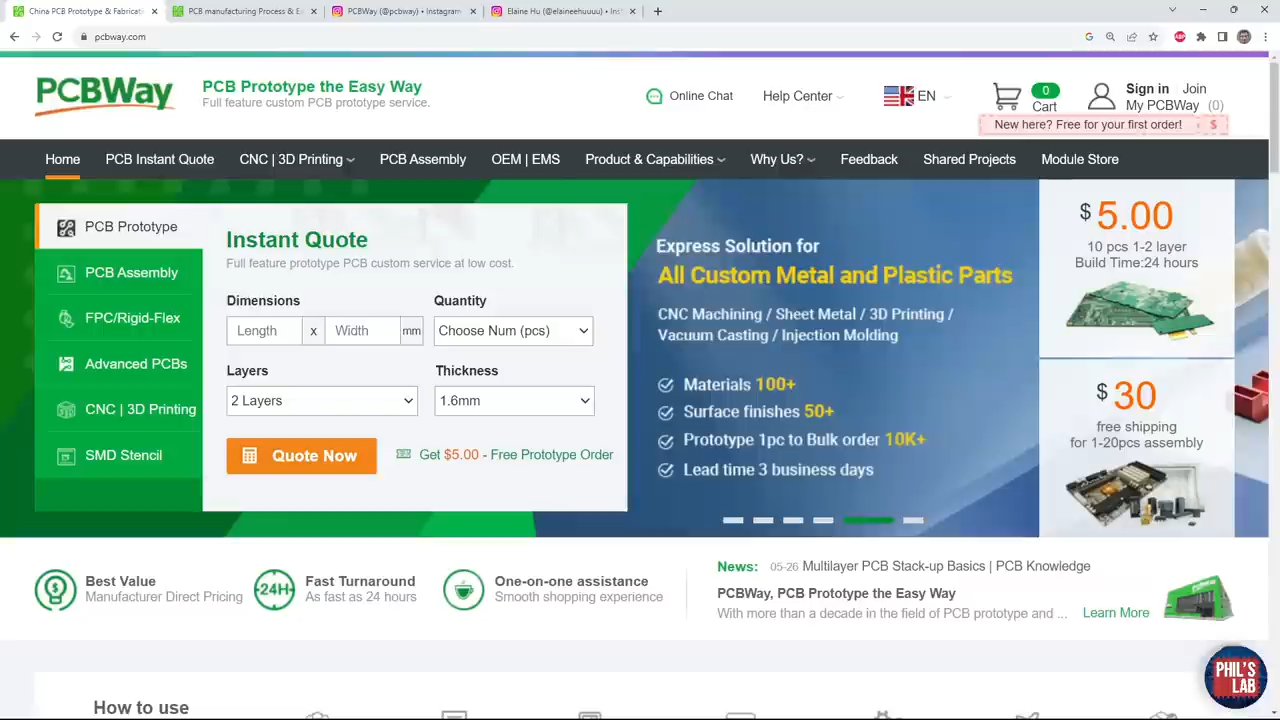 China PCB Prototype & Fabricati
PCB manufacturing Process & E
PCBWay (@pcbway) • Instagram
Elaine Hu (@elaineehuuuu) • Ins
pcbway.com
PCBWay
PCB Prototype the Easy Way
Full feature custom PCB prototype service.
Online Chat
Help Center
EN
0
Cart
Sign in
Join
My PCBWay (0)
New here? Free for your first order! $
Home
PCB Instant Quote
CNC | 3D Printing
PCB Assembly
OEM | EMS
Product & Capabilities
Why Us?
Feedback
Shared Projects
Module Store
PCB Prototype
PCB Assembly
FPC/Rigid-Flex
Advanced PCBs
CNC | 3D Printing
SMD Stencil
Instant Quote
Full feature prototype PCB custom service at low cost.
Dimensions
Quantity
Length x Width mm
Choose Num (pcs)
Layers
Thickness
2 Layers
1.6mm
Quote Now
Get $5.00 - Free Prototype Order
Express Solution for
All Custom Metal and Plastic Parts
CNC Machining / Sheet Metal / 3D Printing /
Vacuum Casting / Injection Molding
Materials 100+
Surface finishes 50+
Prototype 1pc to Bulk order 10K+
Lead time 3 business days
$ 5.00
10 pcs 1-2 layer
Build Time:24 hours
$ 30
free shipping
for 1-20pcs assembly
Best Value
Manufacturer Direct Pricing
24H
Fast Turnaround
As fast as 24 hours
One-on-one assistance
Smooth shopping experience
News: 05-26 Multilayer PCB Stack-up Basics | PCB Knowledge
PCBWay, PCB Prototype the Easy Way
With more than a decade in the field of PCB prototype and ... Learn More
How to use
PHIL'S
LAB